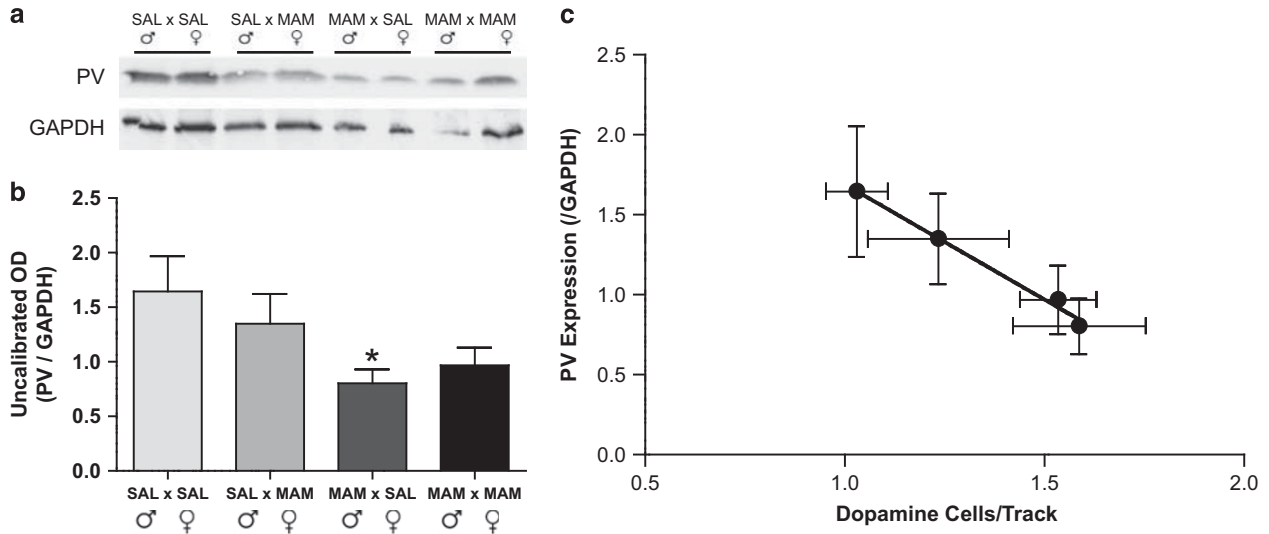 a
SAL x SAL SAL x MAM MAM x SAL MAM x MAM
♂ ♀ ♂ ♀ ♂ ♀ ♂ ♀
PV
GAPDH
b
Uncalibrated OD
(PV / GAPDH)
2.5
2.0
1.5
1.0
0.5
0.0
*
SAL x SAL SAL x MAM MAM x SAL MAM x MAM
♂ ♀ ♂ ♀ ♂ ♀ ♂ ♀
c
PV Expression (/GAPDH)
2.5
2.0
1.5
1.0
0.5
0.0
0.5 1.0 1.5 2.0
Dopamine Cells/Track